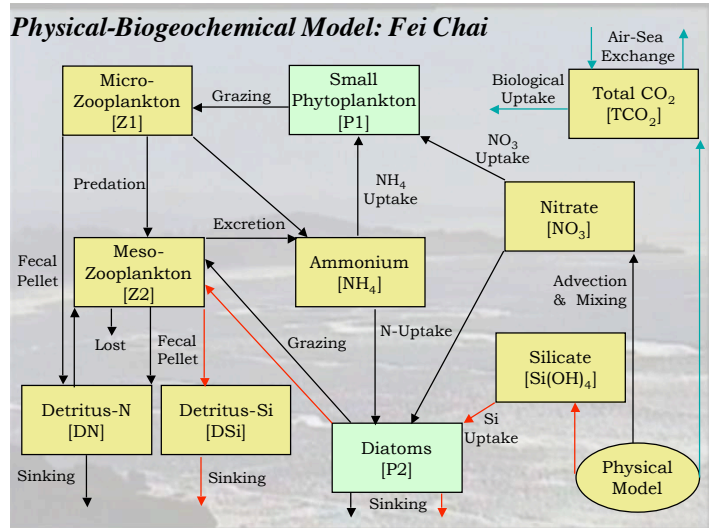 Physical-Biogeochemical Model: Fei Chai
Air-Sea
Exchange
Micro-
Zooplankton
[Z1]
Grazing
Small
Phytoplankton
[P1]
Biological
Uptake
Total CO₂
[TCO₂]
NO₃
Uptake
Predation
NH₄
Uptake
Nitrate
[NO₃]
Excretion
Fecal
Pellet
Meso-
Zooplankton
[Z2]
Ammonium
[NH₄]
Advection
& Mixing
Lost
Fecal
Pellet
Grazing
N-Uptake
Silicate
[Si(OH)₄]
Detritus-N
[DN]
Detritus-Si
[DSi]
Si
Uptake
Diatoms
[P2]
Physical
Model
Sinking
Sinking
Sinking